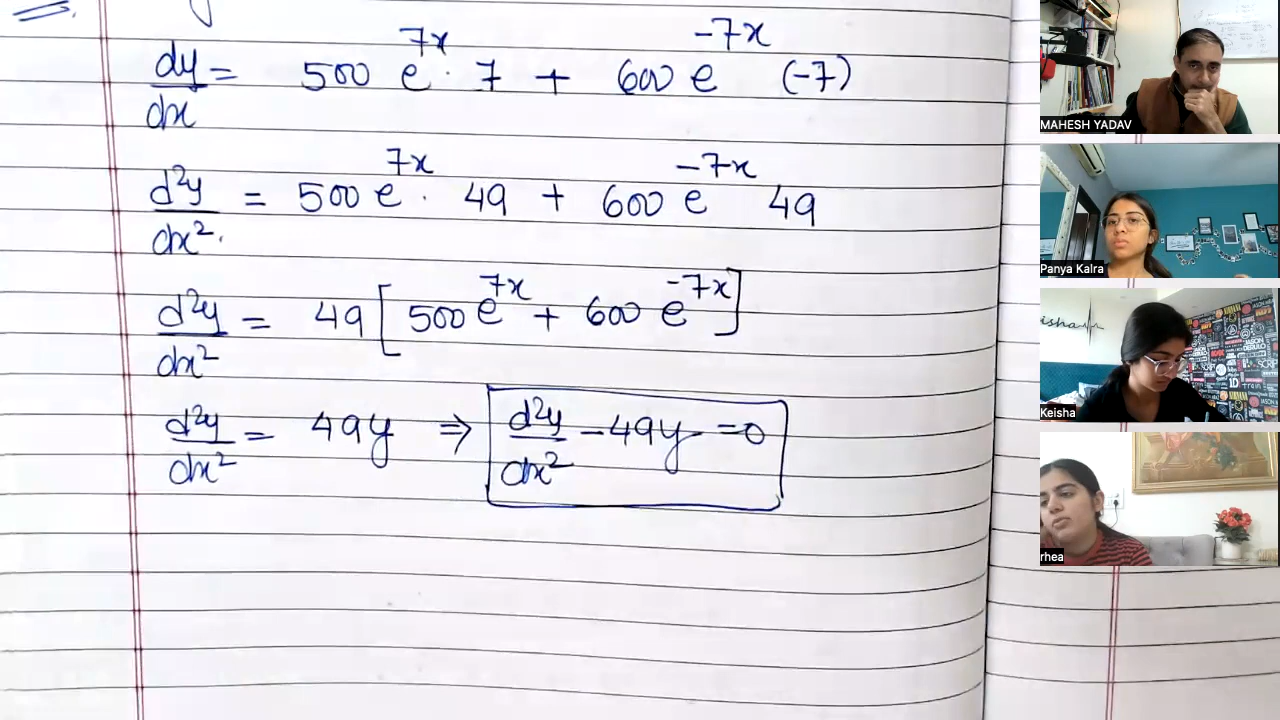 dy/dx = 500 e^7x · 7 + 600 e^-7x (-7)
d²y/dx² = 500 e^7x · 49 + 600 e^-7x 49
d²y/dx² = 49 [ 500 e^7x + 600 e^-7x ]
d²y/dx² = 49y ⇒ d²y/dx² - 49y = 0
MAHESH YADAV
Panya Kalra
isha
Keisha
rhea